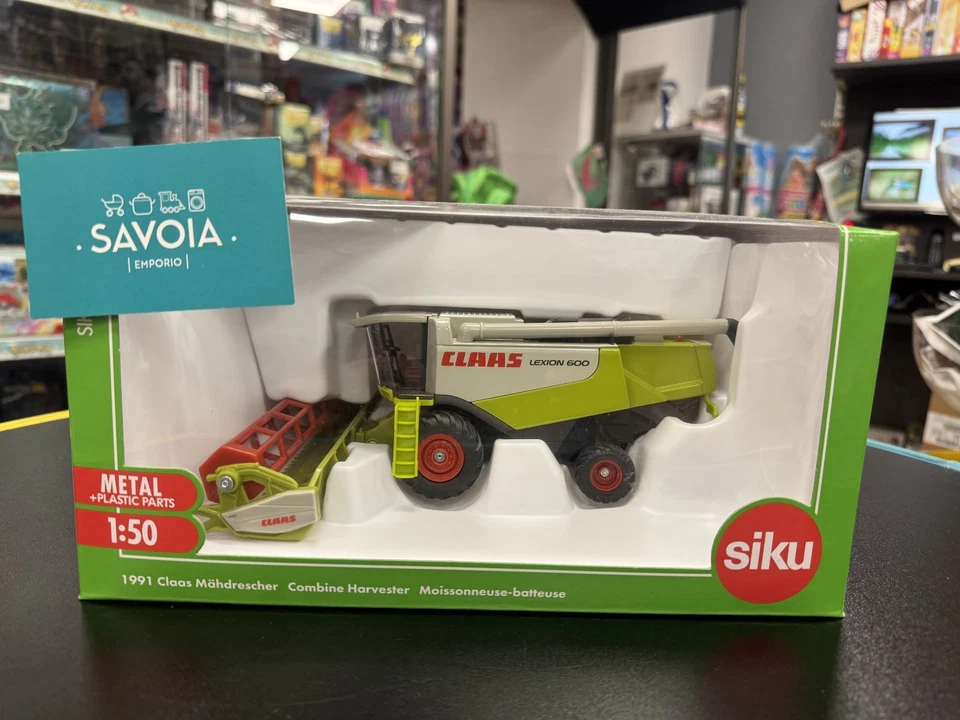 · SAVOIA ·
| EMPORIO |
SIK
CLAAS LEXION 600
CLAAS
METAL
+PLASTIC PARTS
1:50
siku
1991 Claas Mähdrescher Combine Harvester Moissonneuse-batteuse